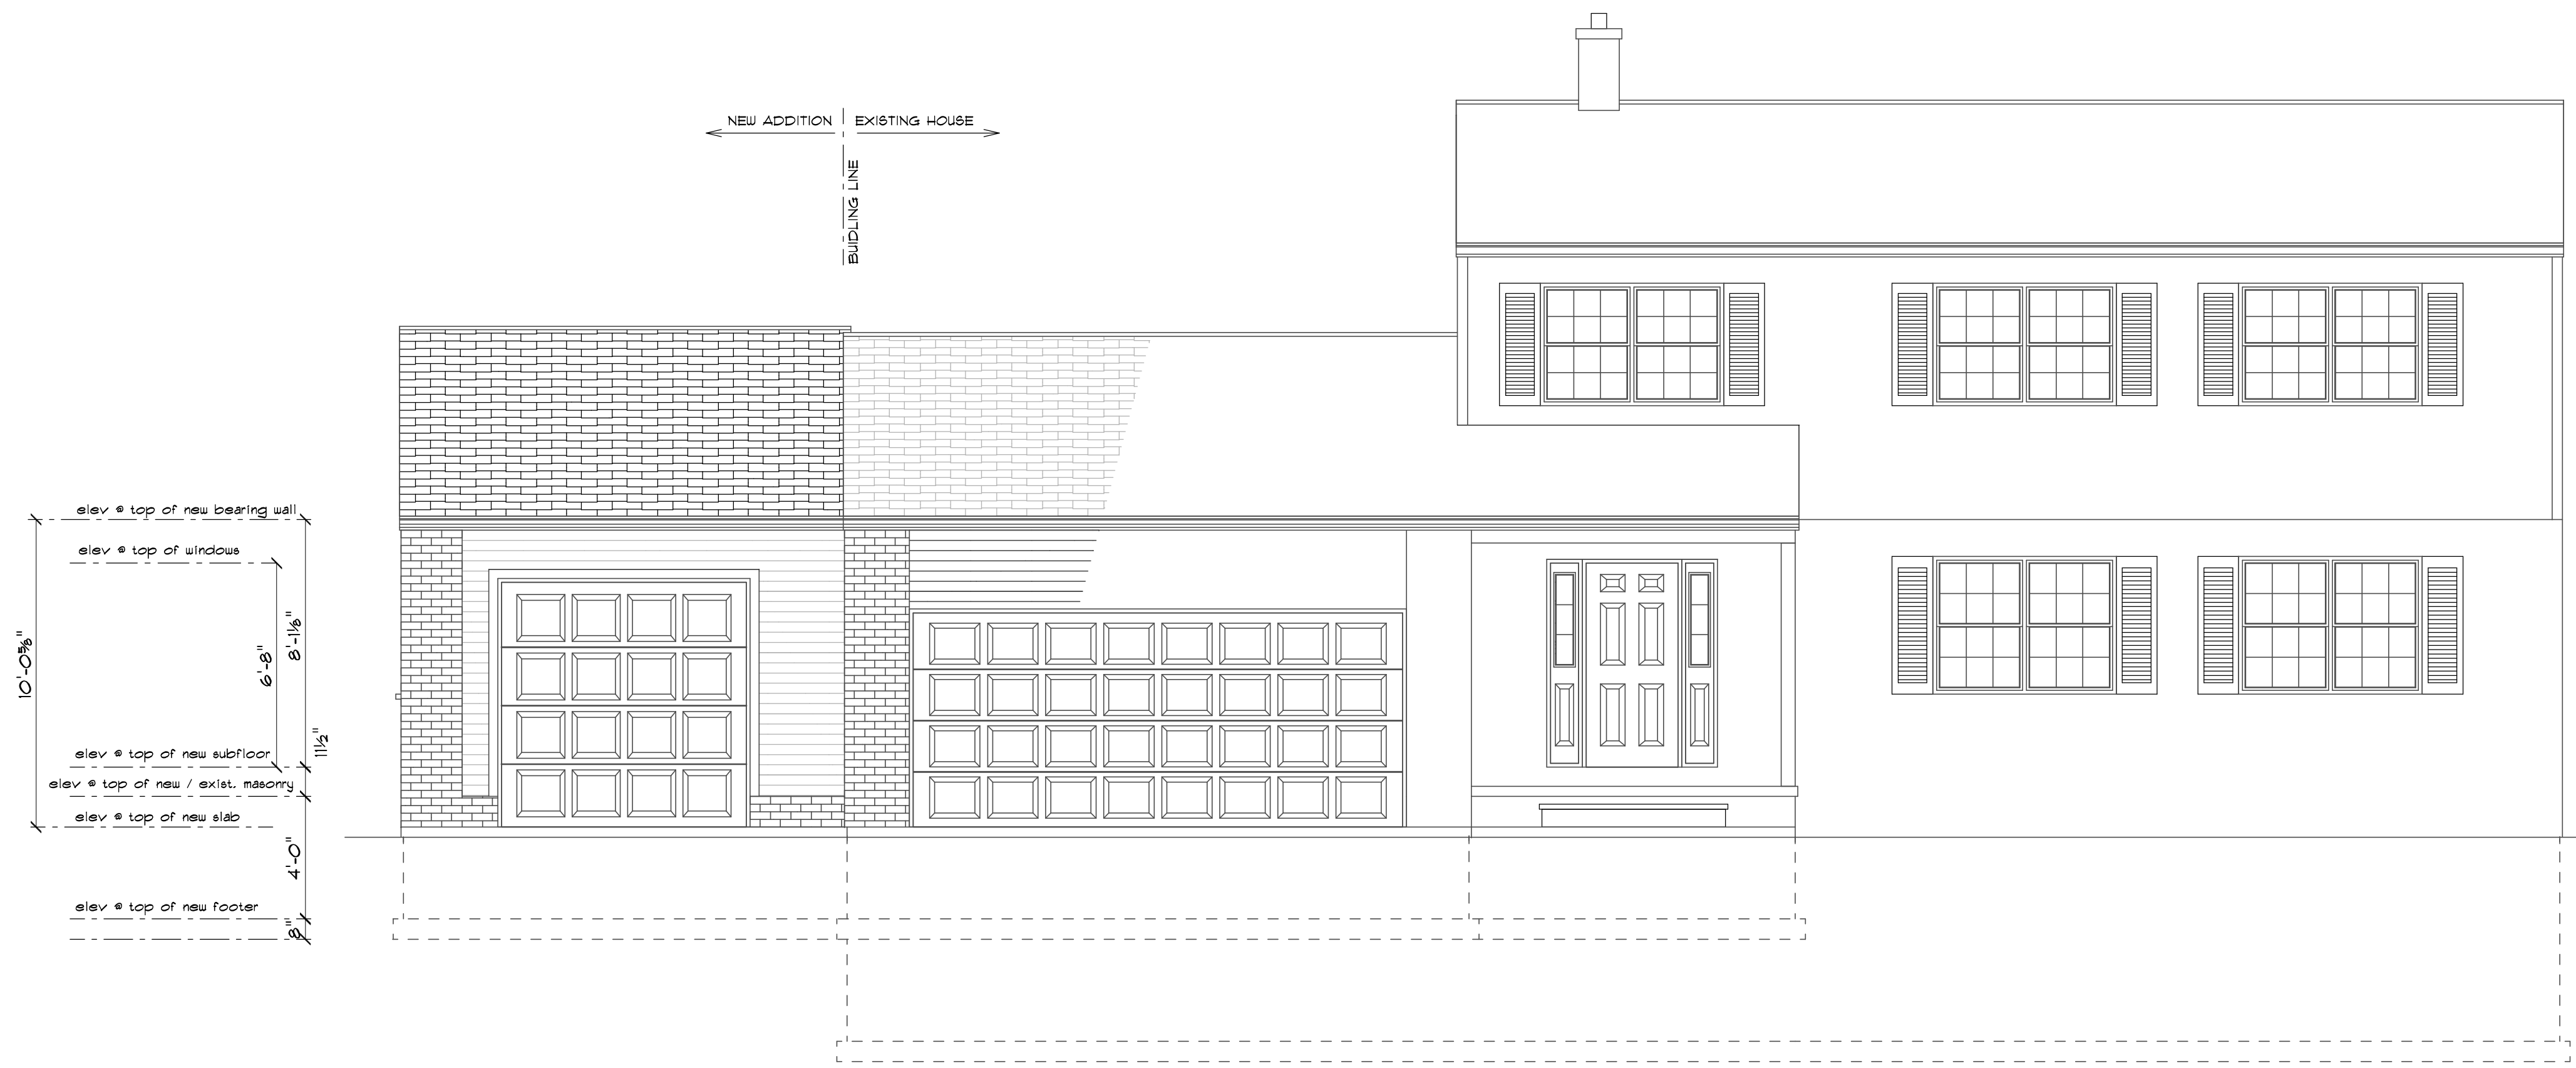 NEW ADDITION
EXISTING HOUSE
BUIDLING LINE
elev @ top of new bearing wall
elev @ top of windows
10'-0⅝"
6'-8"
8'-1⅛"
11½"
elev @ top of new subfloor
elev @ top of new / exist. masonry
elev @ top of new slab
4'-0"
elev @ top of new footer
8"